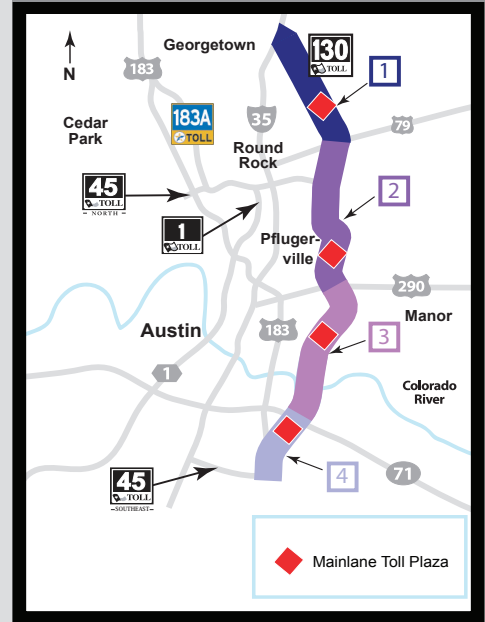 Georgetown
130
TOLL
1
183
N
Cedar
Park
183A
TOLL
35
79
Round
Rock
45
TOLL
-NORTH-
2
1
TOLL
Pfluger-
ville
290
Manor
Austin
183
3
1
Colorado
River
45
TOLL
-SOUTHEAST-
4
71
Mainlane Toll Plaza